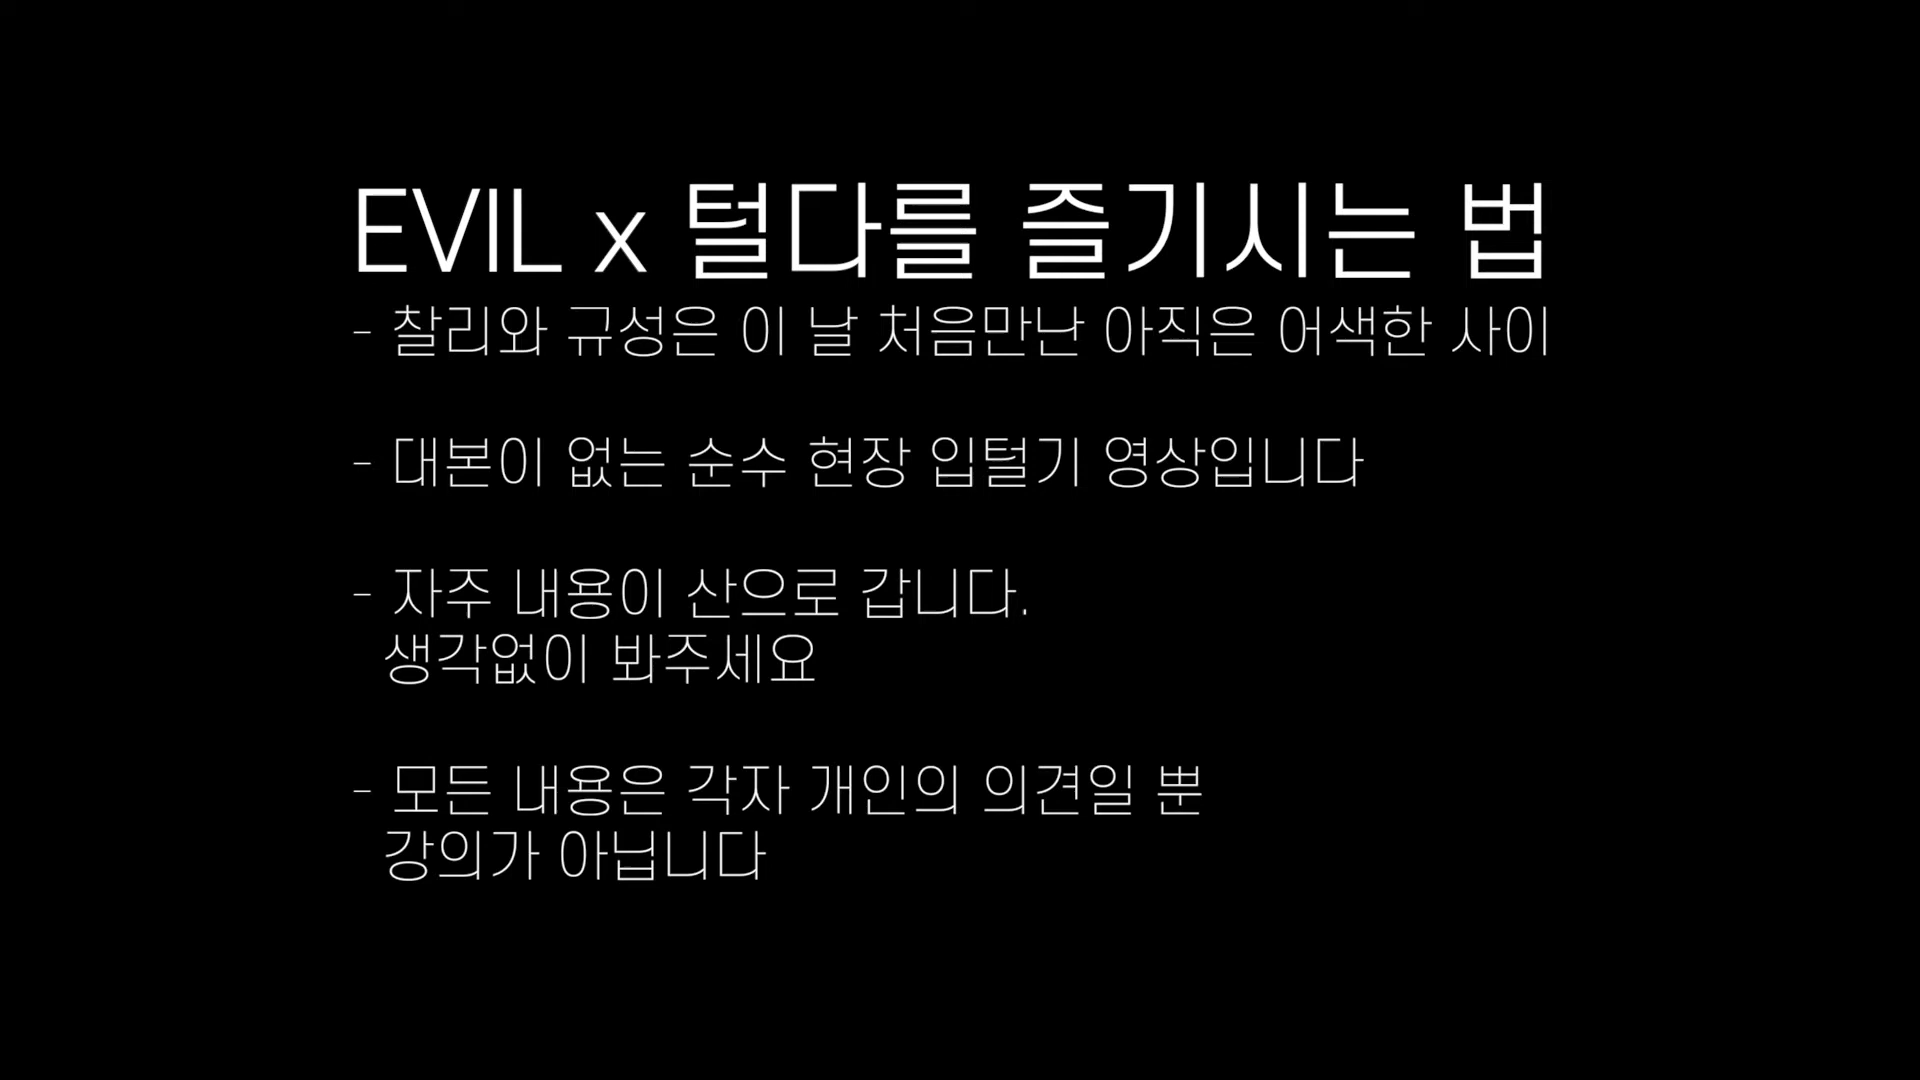 EVIL x 털다를 즐기시는 법
- 찰리와 규성은 이 날 처음만난 아직은 어색한 사이
- 대본이 없는 순수 현장 입털기 영상입니다
- 자주 내용이 산으로 갑니다.
생각없이 봐주세요
- 모든 내용은 각자 개인의 의견일 뿐
강의가 아닙니다